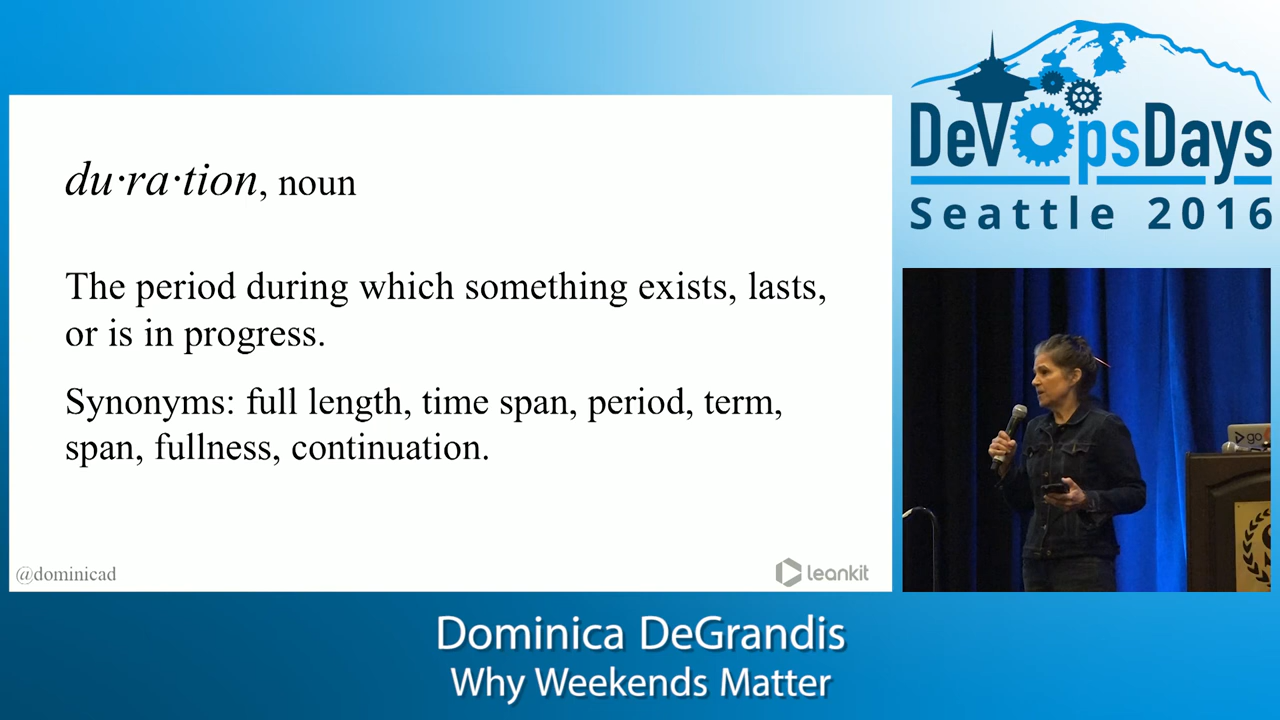 DevOpsDays
Seattle 2016
du·ra·tion, noun
The period during which something exists, lasts,
or is in progress.
Synonyms: full length, time span, period, term,
span, fullness, continuation.
@dominicad
leankit
go
Dominica DeGrandis
Why Weekends Matter